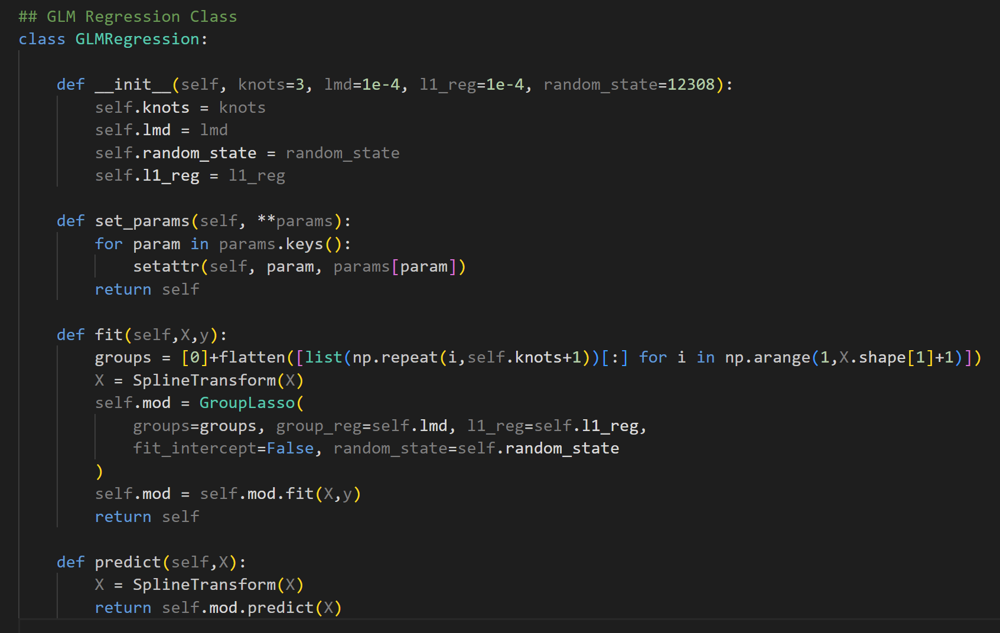 ## GLM Regression Class
class GLMRegression:
def __init__(self, knots=3, lmd=1e-4, l1_reg=1e-4, random_state=12308):
self.knots = knots
self.lmd = lmd
self.random_state = random_state
self.l1_reg = l1_reg
def set_params(self, **params):
for param in params.keys():
setattr(self, param, params[param])
return self
def fit(self,X,y):
groups = [0]+flatten([list(np.repeat(i,self.knots+1))[:] for i in np.arange(1,X.shape[1]+1)])
X = SplineTransform(X)
self.mod = GroupLasso(
groups=groups, group_reg=self.lmd, l1_reg=self.l1_reg,
fit_intercept=False, random_state=self.random_state
)
self.mod = self.mod.fit(X,y)
return self
def predict(self,X):
X = SplineTransform(X)
return self.mod.predict(X)